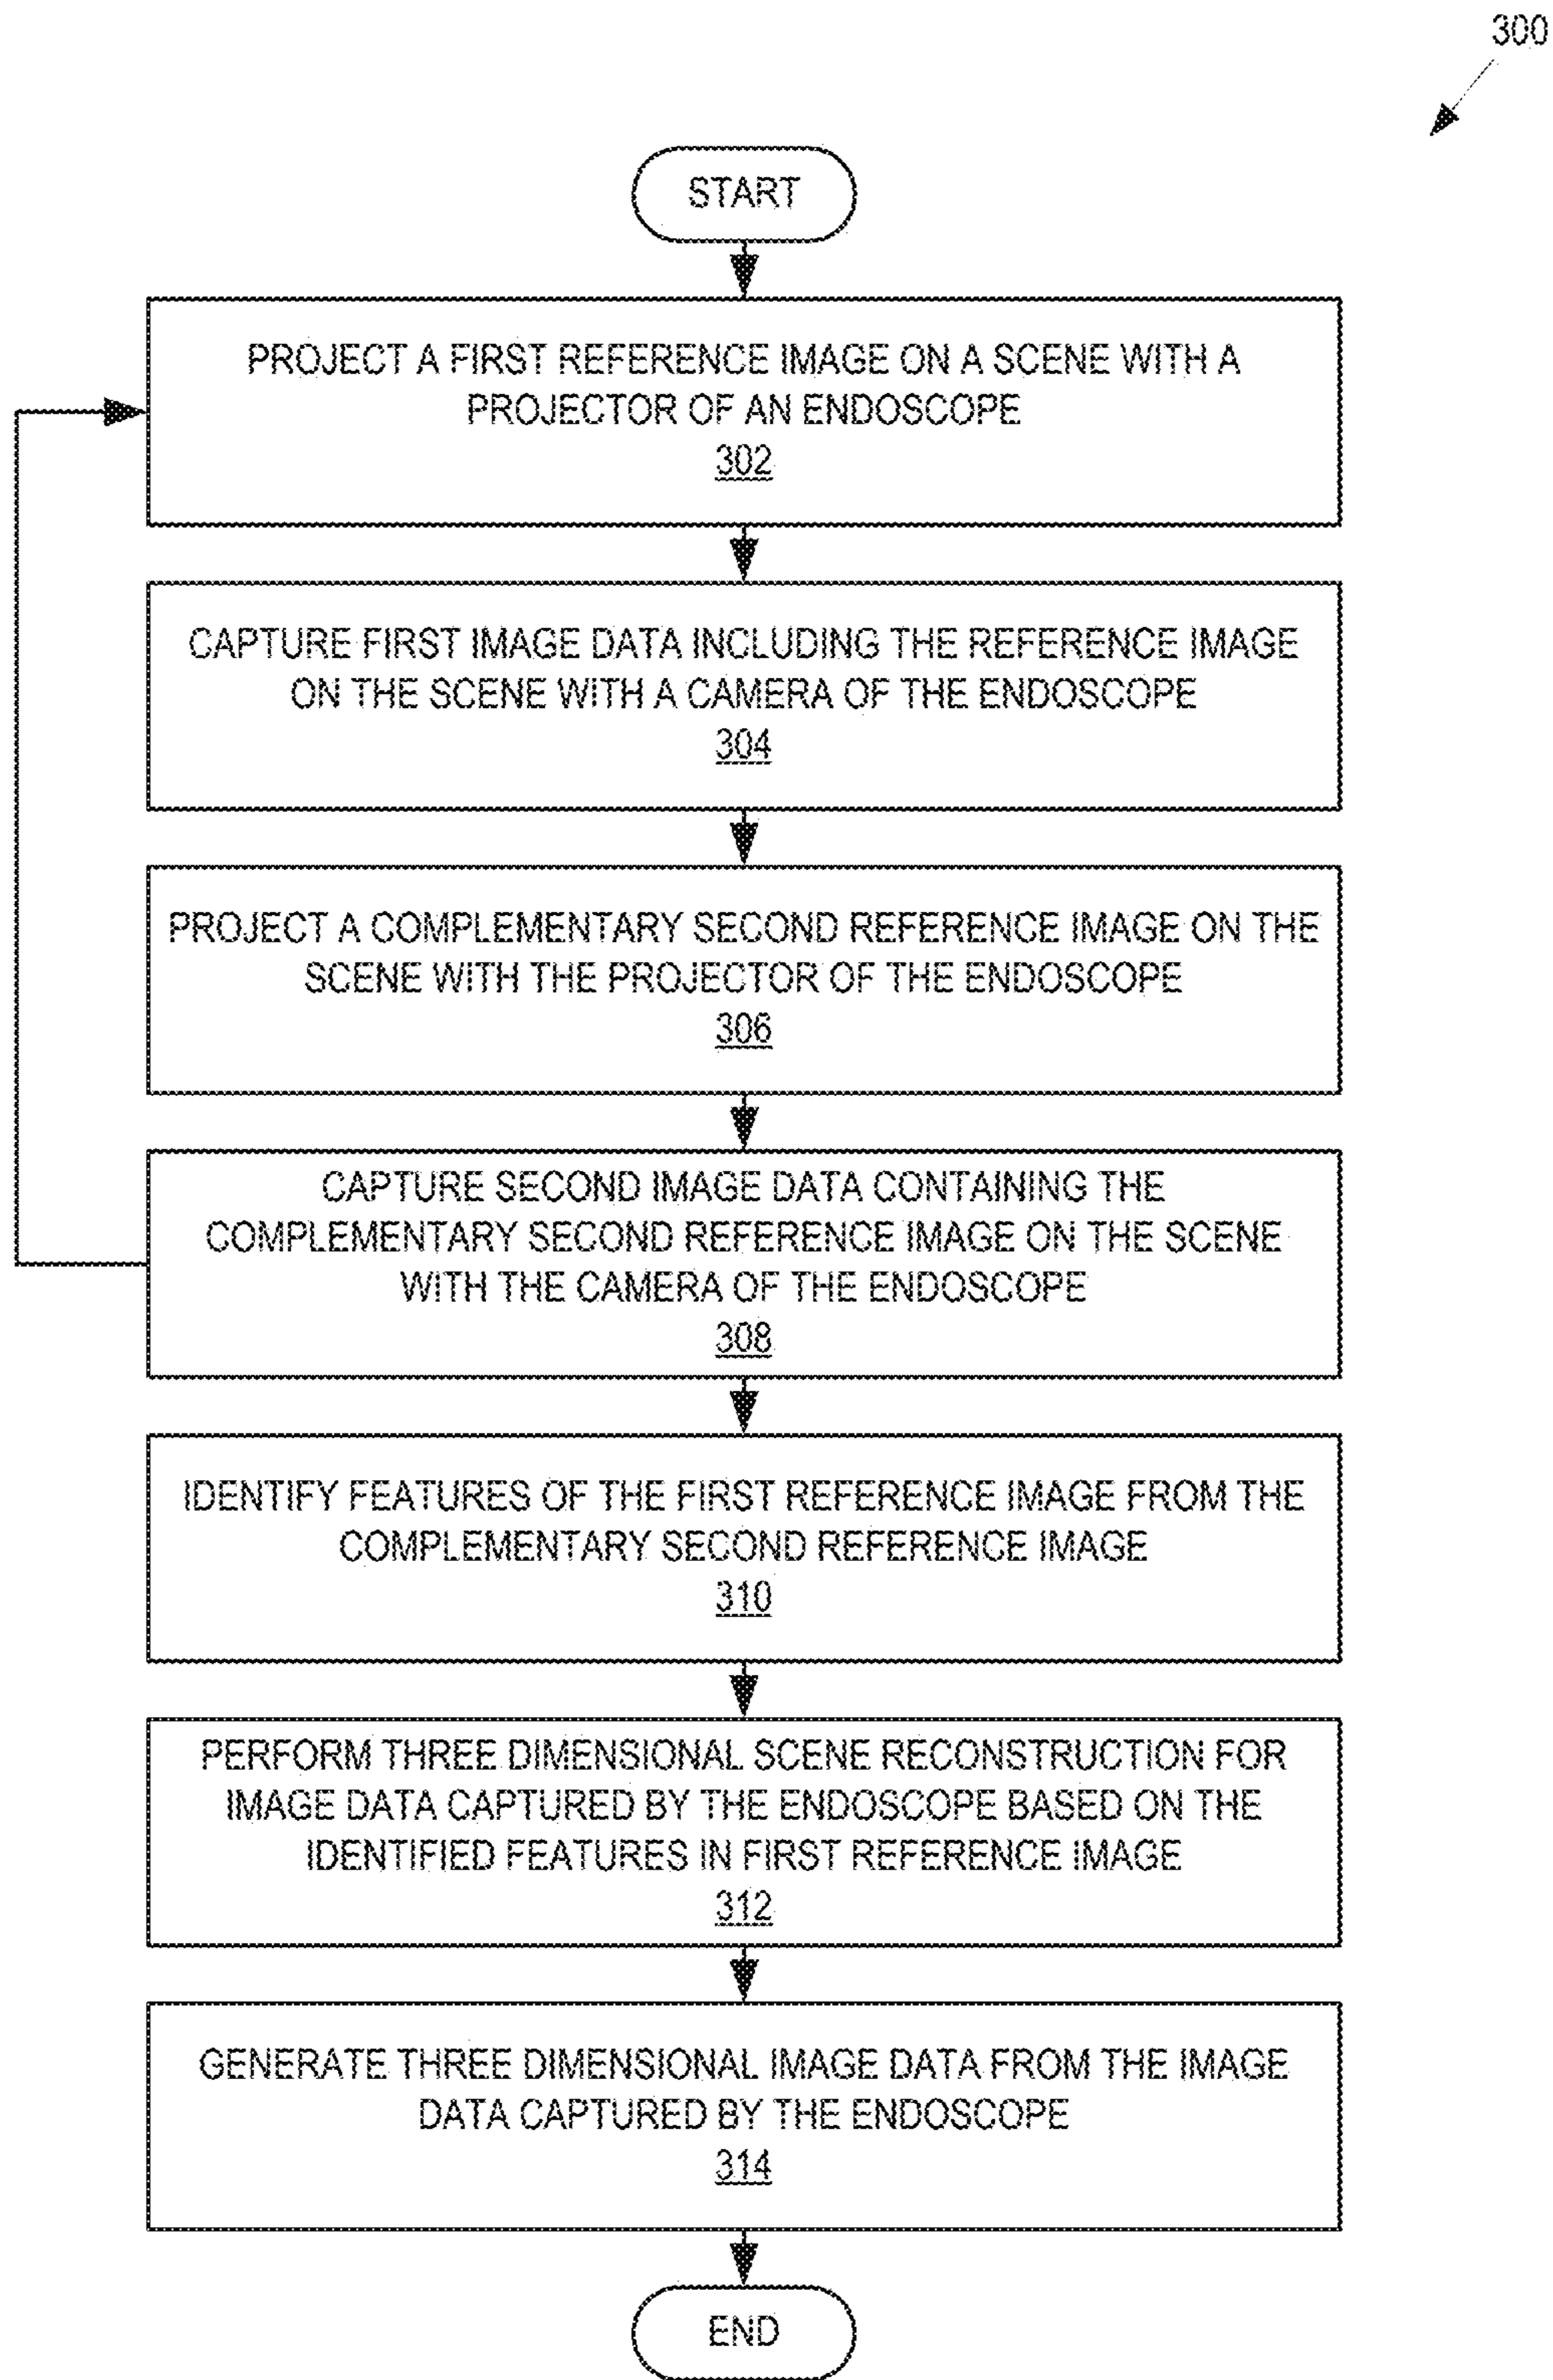 300
START
PROJECT A FIRST REFERENCE IMAGE ON A SCENE WITH A
PROJECTOR OF AN ENDOSCOPE
302
CAPTURE FIRST IMAGE DATA INCLUDING THE REFERENCE IMAGE
ON THE SCENE WITH A CAMERA OF THE ENDOSCOPE
304
PROJECT A COMPLEMENTARY SECOND REFERENCE IMAGE ON THE
SCENE WITH THE PROJECTOR OF THE ENDOSCOPE
306
CAPTURE SECOND IMAGE DATA CONTAINING THE
COMPLEMENTARY SECOND REFERENCE IMAGE ON THE SCENE
WITH THE CAMERA OF THE ENDOSCOPE
308
IDENTIFY FEATURES OF THE FIRST REFERENCE IMAGE FROM THE
COMPLEMENTARY SECOND REFERENCE IMAGE
310
PERFORM THREE DIMENSIONAL SCENE RECONSTRUCTION FOR
IMAGE DATA CAPTURED BY THE ENDOSCOPE BASED ON THE
IDENTIFIED FEATURES IN FIRST REFERENCE IMAGE
312
GENERATE THREE DIMENSIONAL IMAGE DATA FROM THE IMAGE
DATA CAPTURED BY THE ENDOSCOPE
314
END